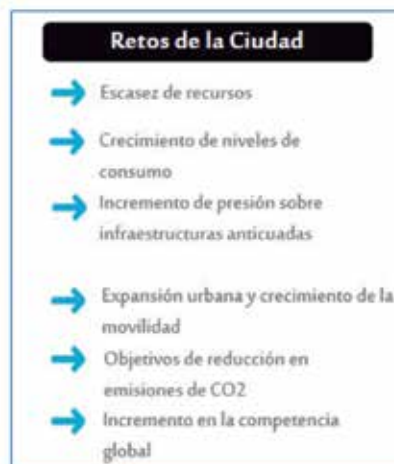 Retos de la Ciudad
Escasez de recursos
Crecimiento de niveles de
consumo
Incremento de presión sobre
infraestructuras anticuadas
Expansión urbana y crecimiento de la
movilidad
Objetivos de reducción en
emisiones de CO2
Incremento en la competencia
global